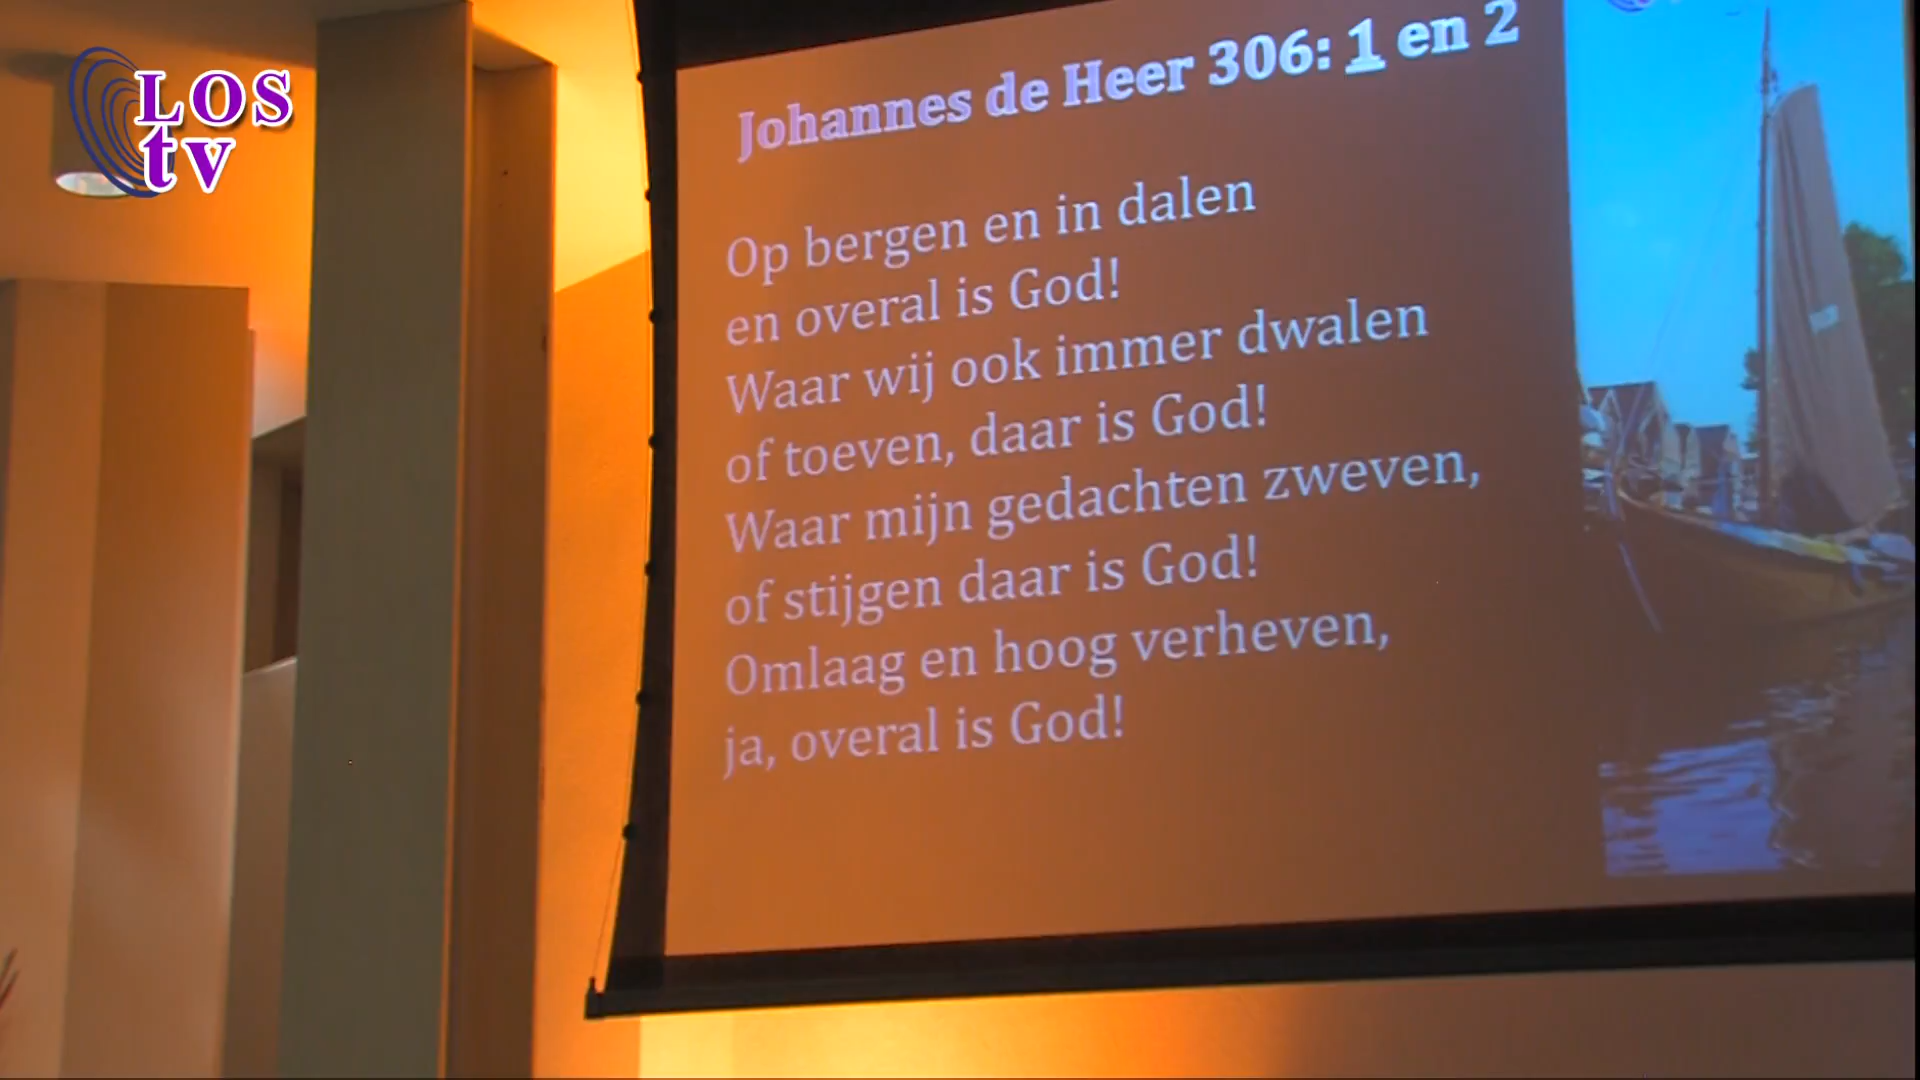 LOS
tv
Johannes de Heer 306: 1 en 2
Op bergen en in dalen
en overal is God!
Waar wij ook immer dwalen
of toeven, daar is God!
Waar mijn gedachten zweven,
of stijgen daar is God!
Omlaag en hoog verheven,
ja, overal is God!